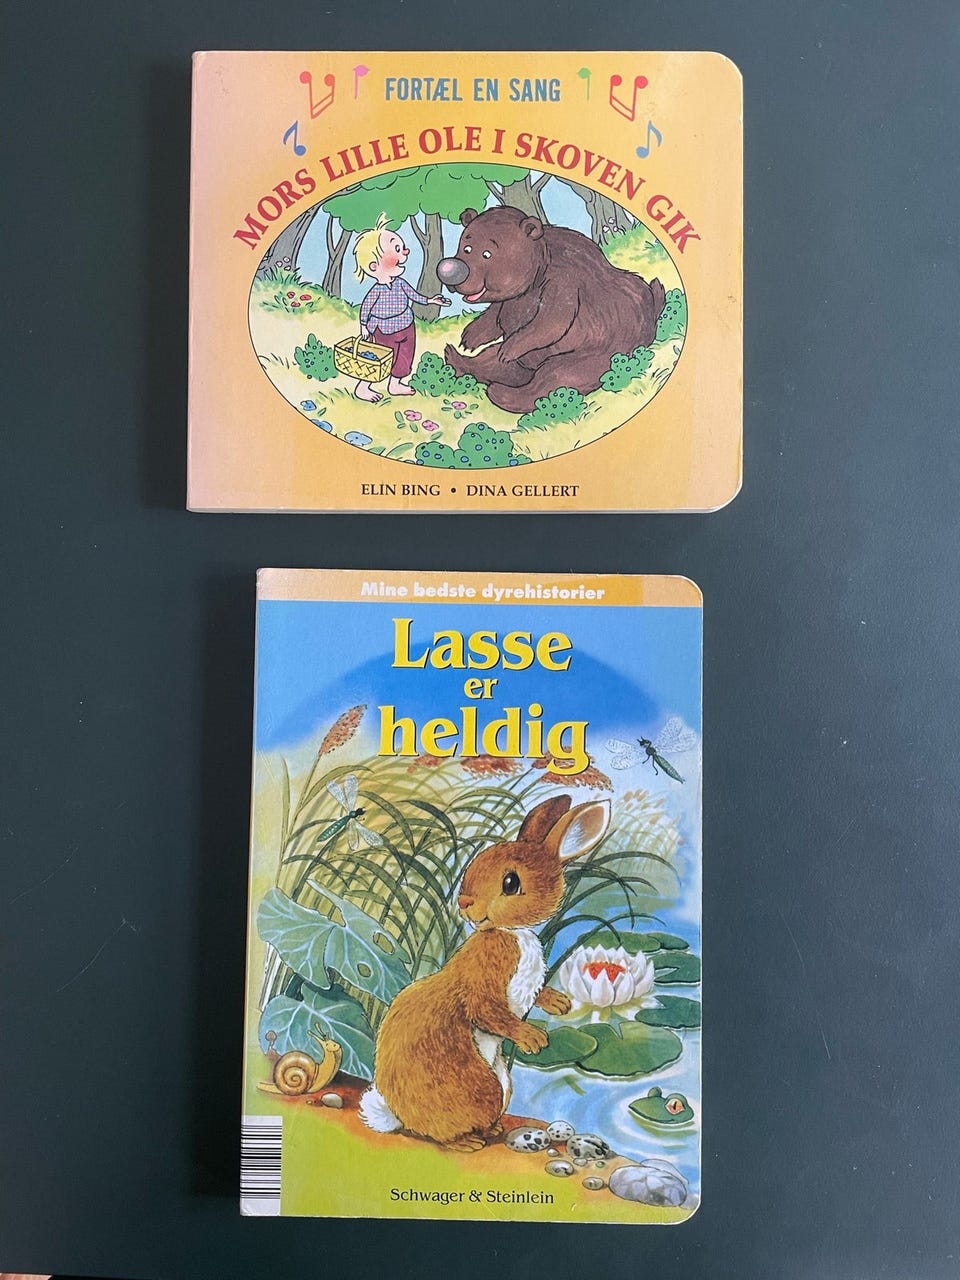 FORTÆL EN SANG
MORS LILLE OLE I SKOVEN GIK
ELIN BING • DINA GELLERT
Mine bedste dyrehistorier
Lasse
er
heldig
Schwager & Steinlein